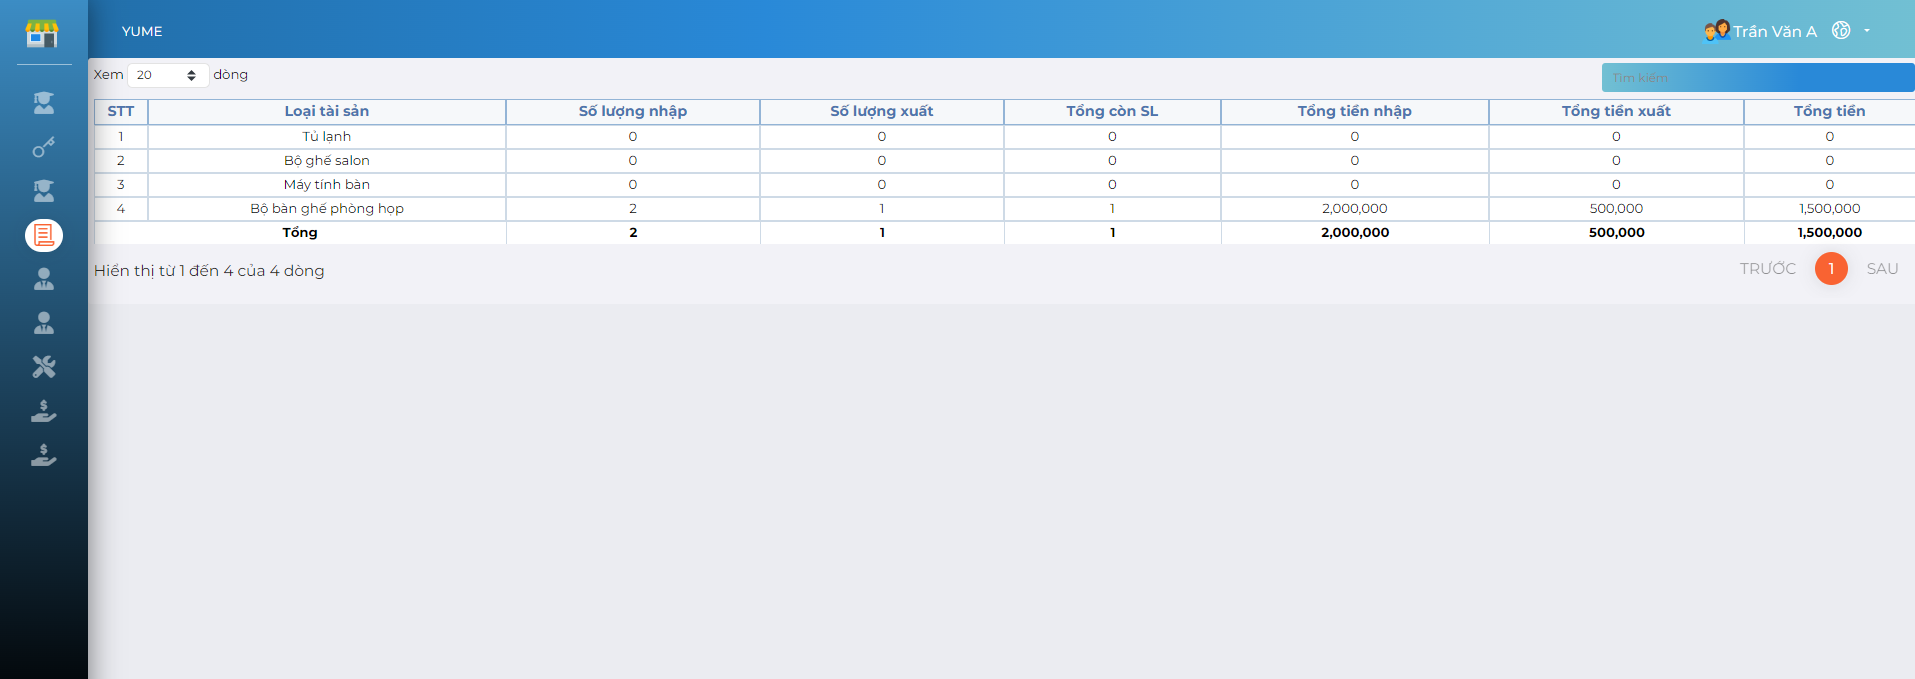 YUME
Trần Văn A
Xem 20 dòng
Tìm kiếm
STT Loại tài sản Số lượng nhập Số lượng xuất Tổng còn SL Tổng tiền nhập Tổng tiền xuất Tổng tiền
1 Tủ lạnh 0 0 0 0 0 0
2 Bộ ghế salon 0 0 0 0 0 0
3 Máy tính bàn 0 0 0 0 0 0
4 Bộ bàn ghế phòng họp 2 1 1 2,000,000 500,000 1,500,000
Tổng 2 1 1 2,000,000 500,000 1,500,000
Hiển thị từ 1 đến 4 của 4 dòng
TRƯỚC 1 SAU